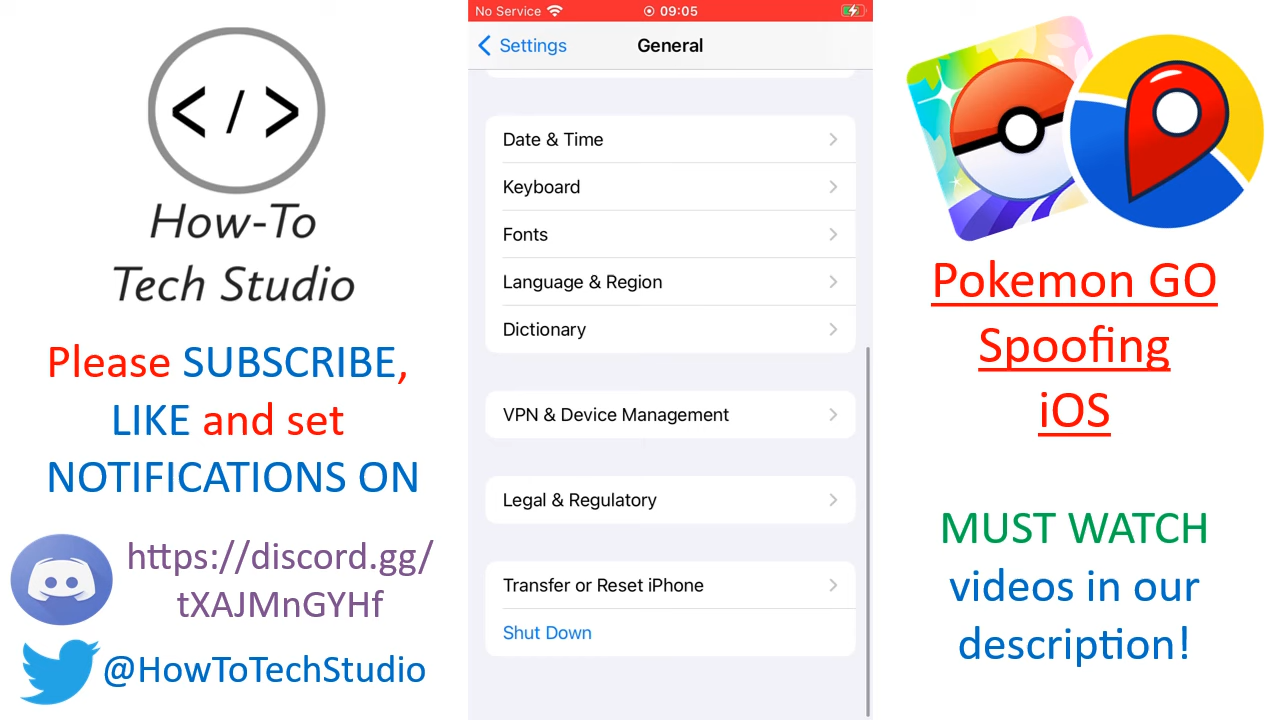 </>
How-To
Tech Studio
Please SUBSCRIBE,
LIKE and set
NOTIFICATIONS ON
https://discord.gg/
tXAJMnGYHf
@HowToTechStudio
No Service 09:05
Settings General
Date & Time
Keyboard
Fonts
Language & Region
Dictionary
VPN & Device Management
Legal & Regulatory
Transfer or Reset iPhone
Shut Down
Pokemon GO
Spoofing
iOS
MUST WATCH
videos in our
description!